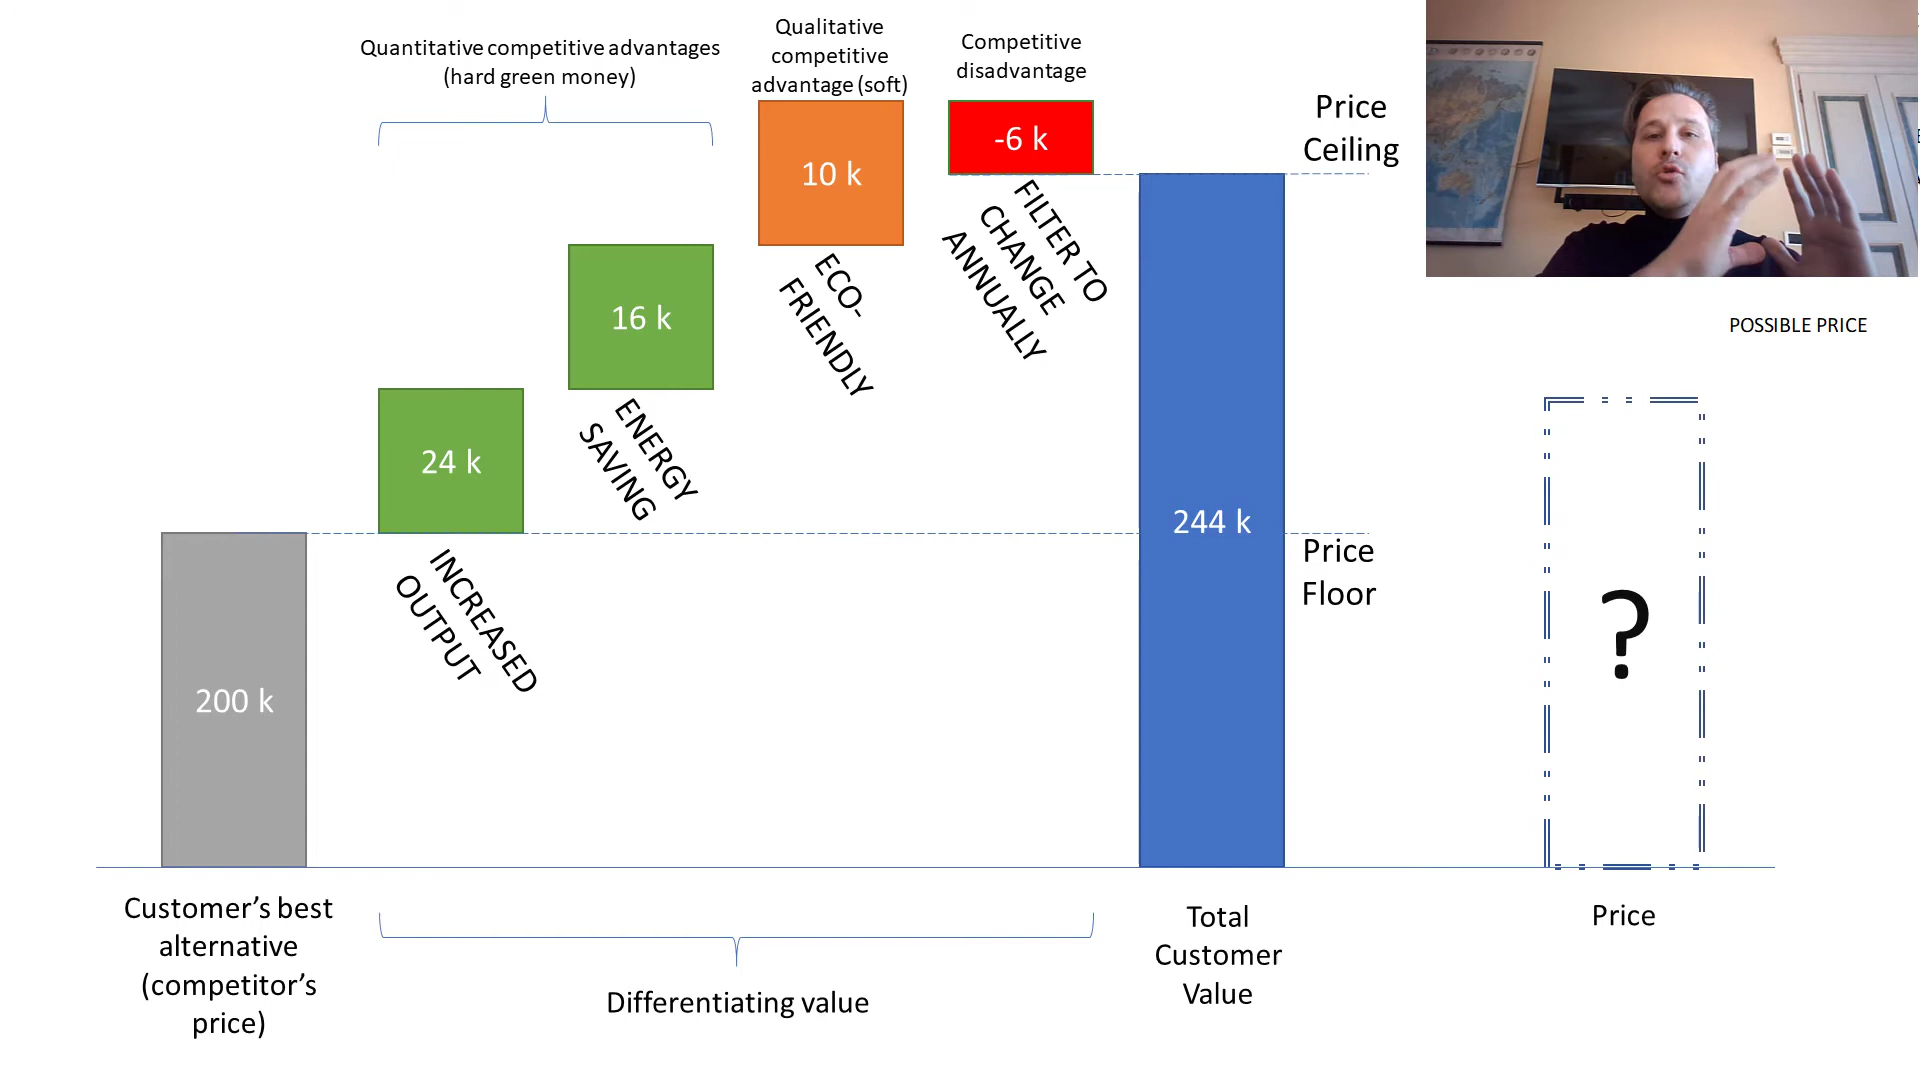 Quantitative competitive advantages
(hard green money)
Qualitative
competitive
advantage (soft)
Competitive
disadvantage
Price
Ceiling
-6 k
10 k
FILTER TO
CHANGE
ANNUALLY
16 k
ECO-
FRIENDLY
POSSIBLE PRICE
24 k
ENERGY
SAVING
244 k
Price
Floor
INCREASED
OUTPUT
200 k
?
Customer’s best
alternative
(competitor’s
price)
Differentiating value
Total
Customer
Value
Price